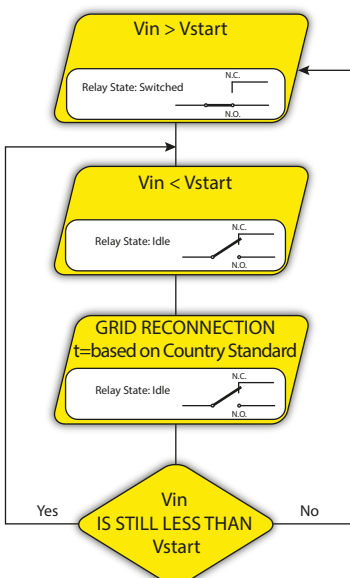 Vin > Vstart
N.C.
Relay State: Switched
N.O.
Vin < Vstart
N.C.
Relay State: Idle
N.O.
GRID RECONNECTION
t=based on Country Standard
N.C.
Relay State: Idle
N.O.
Yes
No
Vin
IS STILL LESS THAN
Vstart